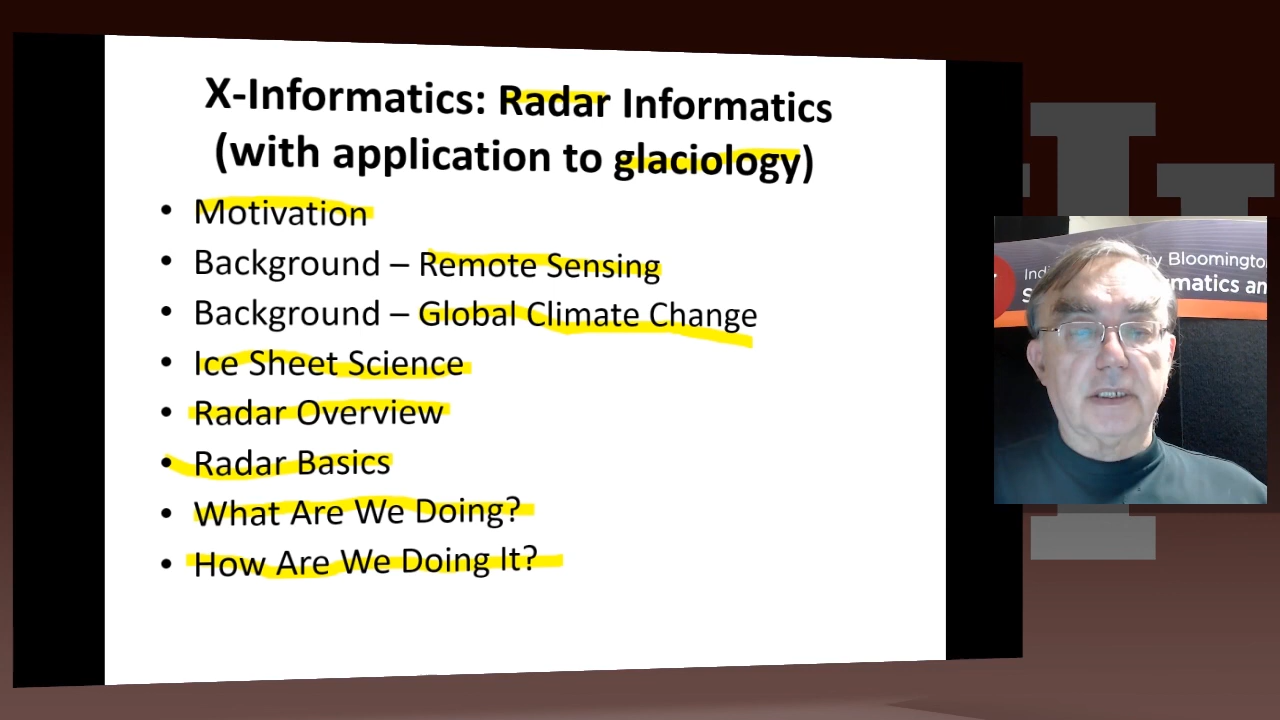 X-Informatics: Radar Informatics
(with application to glaciology)
• Motivation
• Background – Remote Sensing
• Background – Global Climate Change
• Ice Sheet Science
• Radar Overview
• Radar Basics
• What Are We Doing?
• How Are We Doing It?
ty Bloomington
matics an